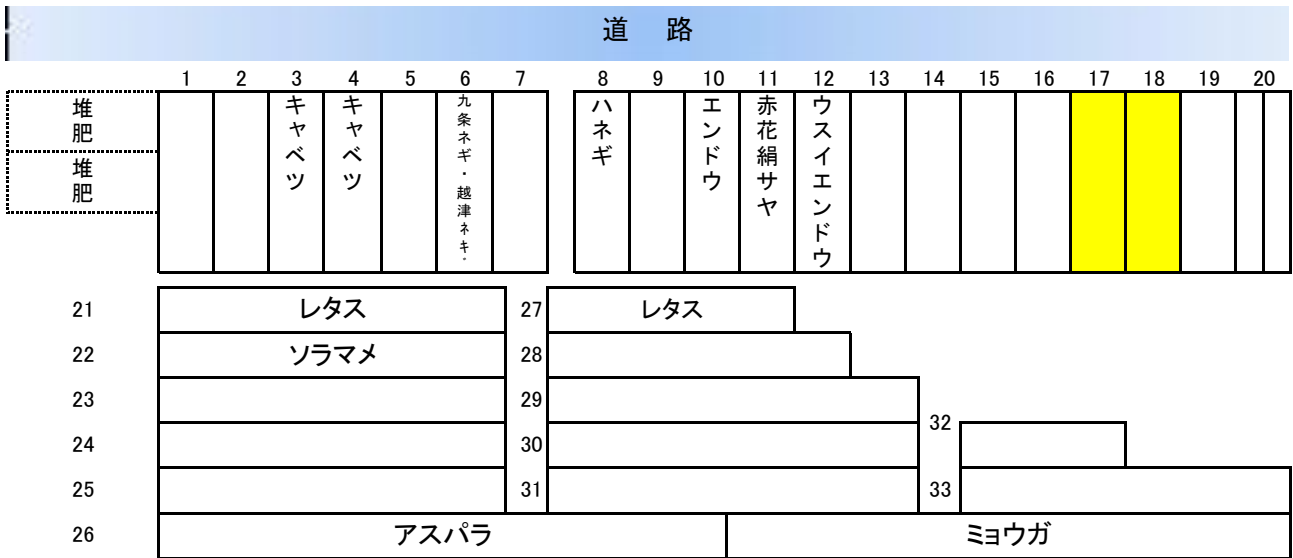 道 路
1 2 3 4 5 6 7 8 9 10 11 12 13 14 15 16 17 18 19 20
堆肥
堆肥
キャベツ
キャベツ
九条ネギ・越津ネギ
ハネギ
エンドウ
赤花絹サヤ
ウスイエンドウ
21 レタス 27 レタス
22 ソラマメ 28
23 29
32
24 30
25 31 33
26 アスパラ ミョウガ